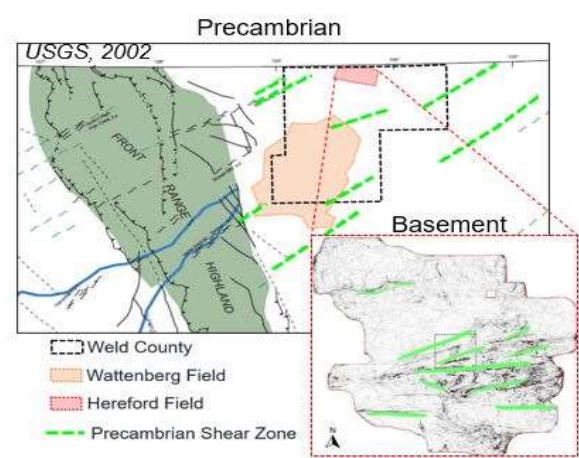 Precambrian
USGS, 2002
FRONT
RANGE
HIGHLAND
Basement
Weld County
Wattenberg Field
Hereford Field
Precambrian Shear Zone
N